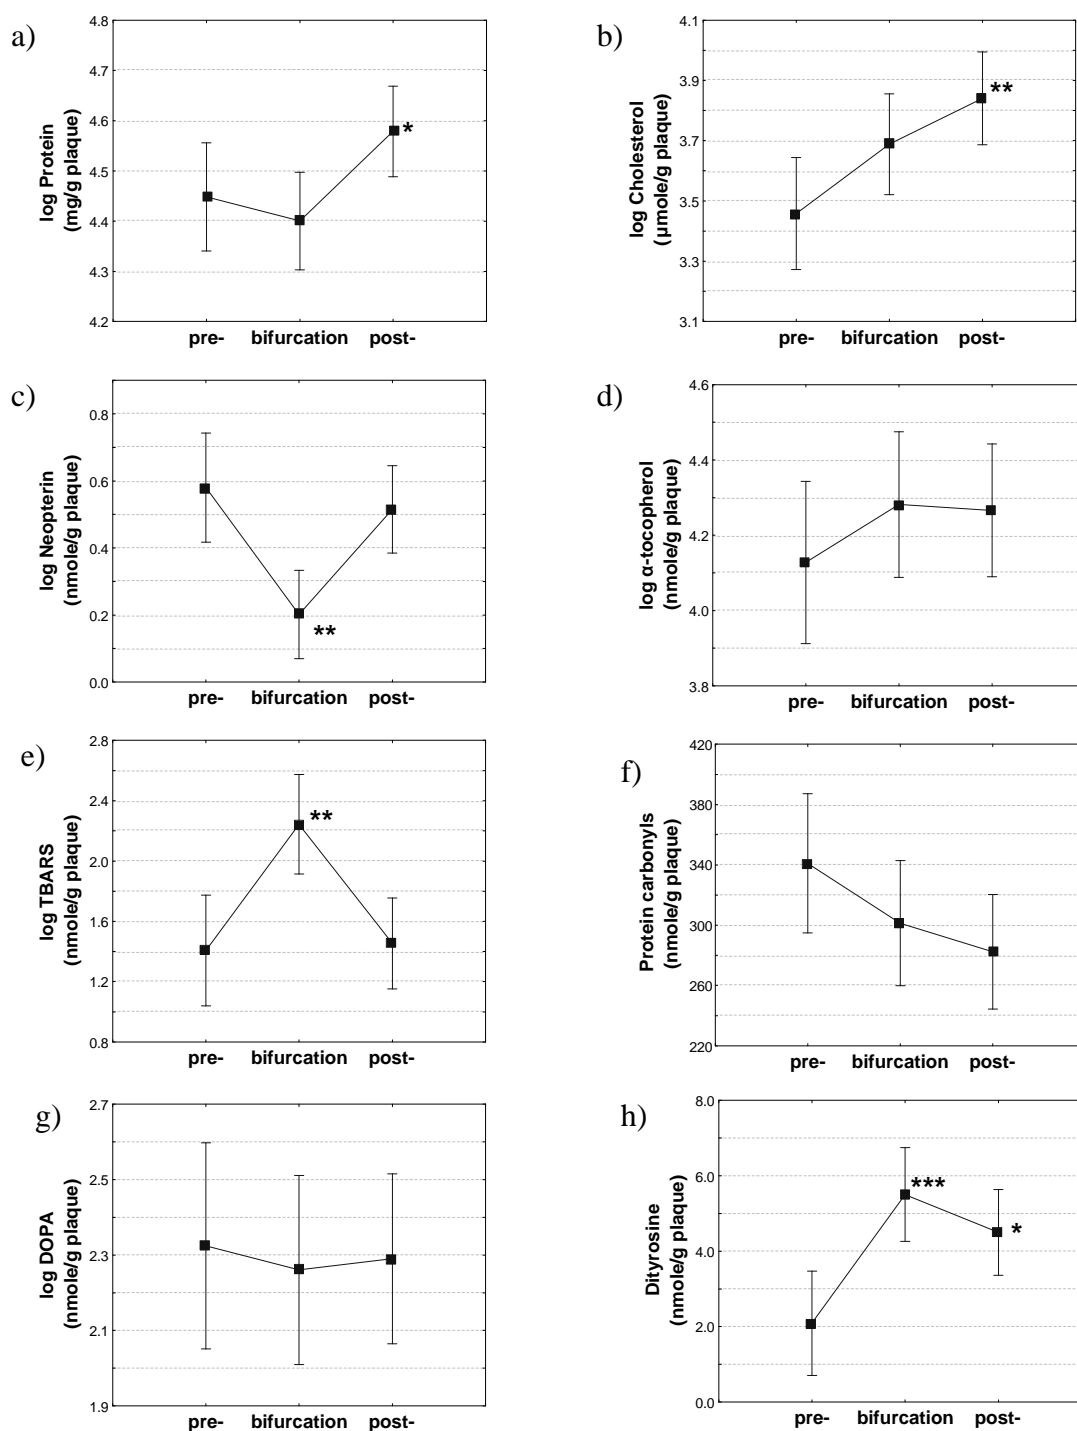 a)
log Protein
(mg/g plaque)
4.8
4.7
4.6
4.5
4.4
4.3
4.2
*
pre- bifurcation post-
b)
log Cholesterol
(µmole/g plaque)
4.1
3.9
3.7
3.5
3.3
3.1
**
pre- bifurcation post-
c)
log Neopterin
(nmole/g plaque)
0.8
0.6
0.4
0.2
0.0
**
pre- bifurcation post-
d)
log α-tocopherol
(nmole/g plaque)
4.6
4.4
4.2
4.0
3.8
pre- bifurcation post-
e)
log TBARS
(nmole/g plaque)
2.8
2.4
2.0
1.6
1.2
0.8
**
pre- bifurcation post-
f)
Protein carbonyls
(nmole/g plaque)
420
380
340
300
260
220
pre- bifurcation post-
g)
log DOPA
(nmole/g plaque)
2.7
2.5
2.3
2.1
1.9
pre- bifurcation post-
h)
Dityrosine
(nmole/g plaque)
8.0
6.0
4.0
2.0
0.0
***
*
pre- bifurcation post-